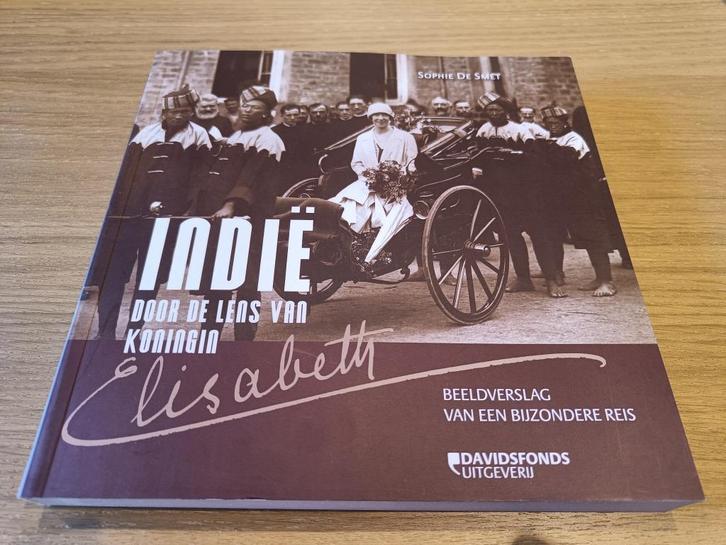 SOPHIE DE SMET
INDIË
DOOR DE LENS VAN
KONINGIN
Elisabeth
BEELDVERSLAG
VAN EEN BIJZONDERE REIS
DAVIDSFONDS
UITGEVERIJ